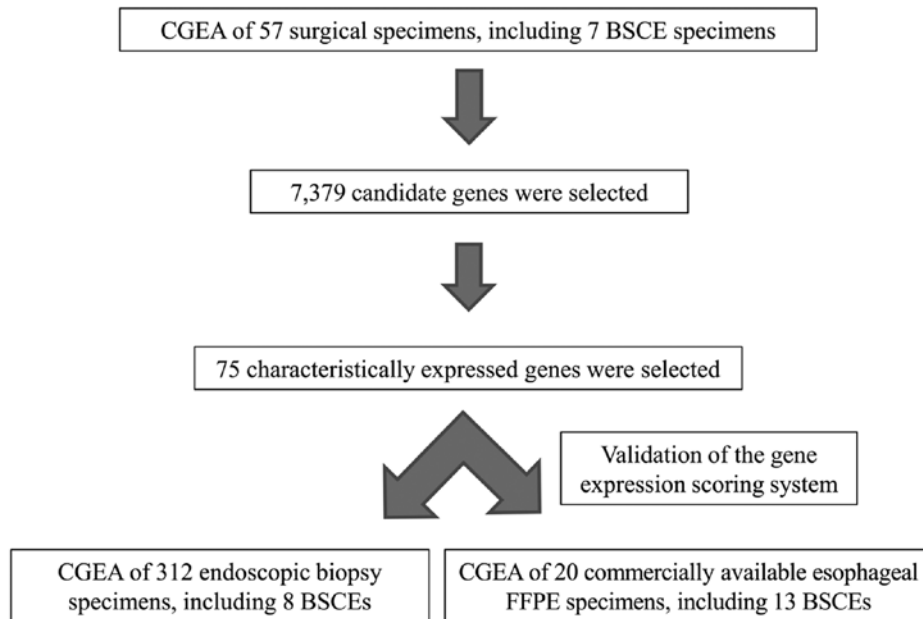 CGEA of 57 surgical specimens, including 7 BSCE specimens
7,379 candidate genes were selected
75 characteristically expressed genes were selected
Validation of the gene
expression scoring system
CGEA of 312 endoscopic biopsy
specimens, including 8 BSCEs
CGEA of 20 commercially available esophageal
FFPE specimens, including 13 BSCEs